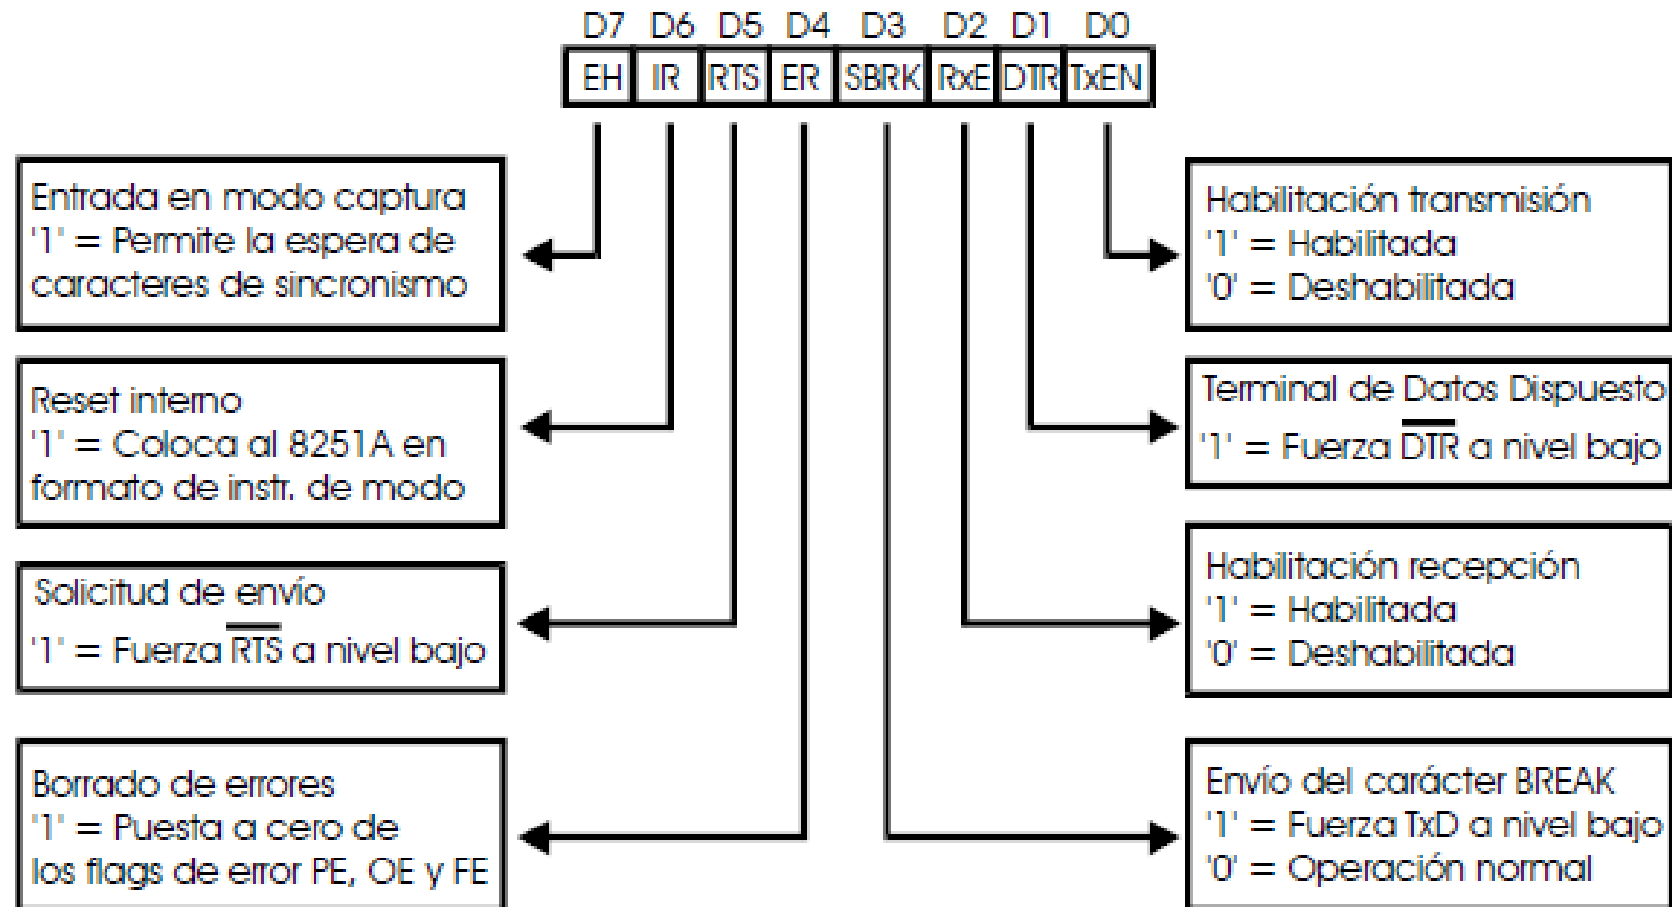 D7 D6 D5 D4 D3 D2 D1 D0
EH IR RTS ER SBRK RxE DTR TxEN
Entrada en modo captura
'1' = Permite la espera de
caracteres de sincronismo
Reset interno
'1' = Coloca al 8251A en
formato de instr. de modo
Solicitud de envío
'1' = Fuerza R̅T̅S̅ a nivel bajo
Borrado de errores
'1' = Puesta a cero de
los flags de error PE, OE y FE
Habilitación transmisión
'1' = Habilitada
'0' = Deshabilitada
Terminal de Datos Dispuesto
'1' = Fuerza D̅T̅R̅ a nivel bajo
Habilitación recepción
'1' = Habilitada
'0' = Deshabilitada
Envío del carácter BREAK
'1' = Fuerza TxD a nivel bajo
'0' = Operación normal